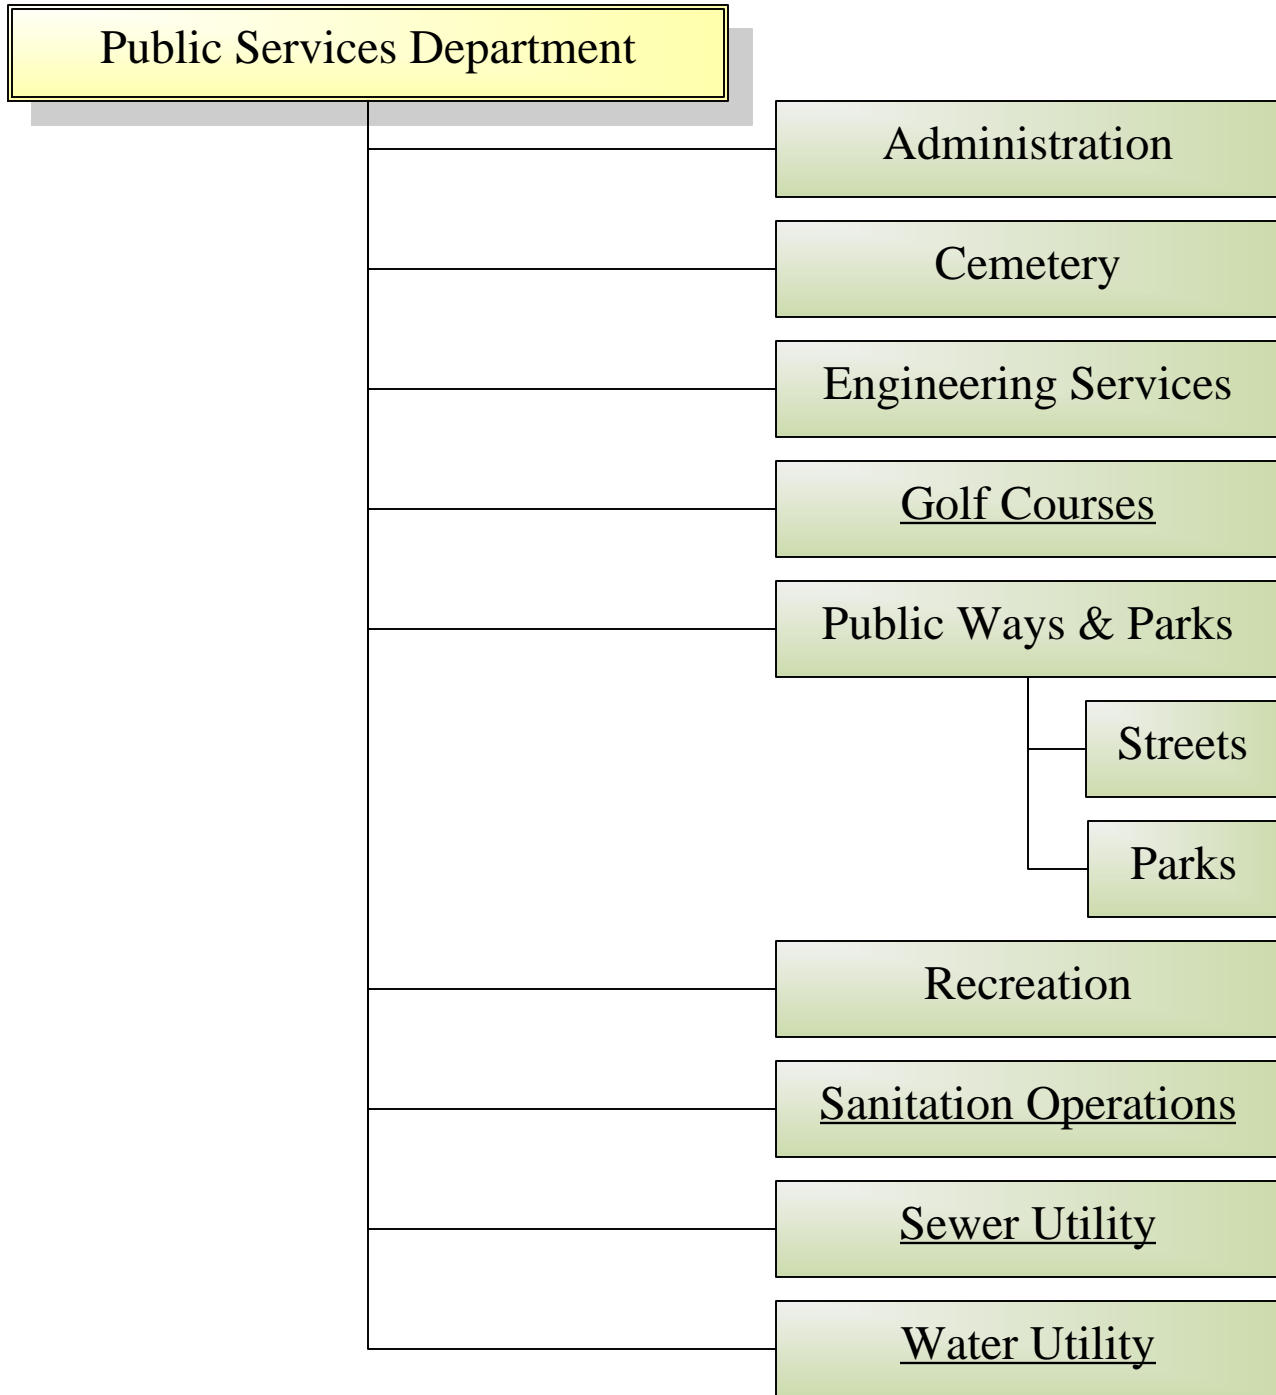 Public Services Department
Administration
Cemetery
Engineering Services
Golf Courses
Public Ways & Parks
Streets
Parks
Recreation
Sanitation Operations
Sewer Utility
Water Utility